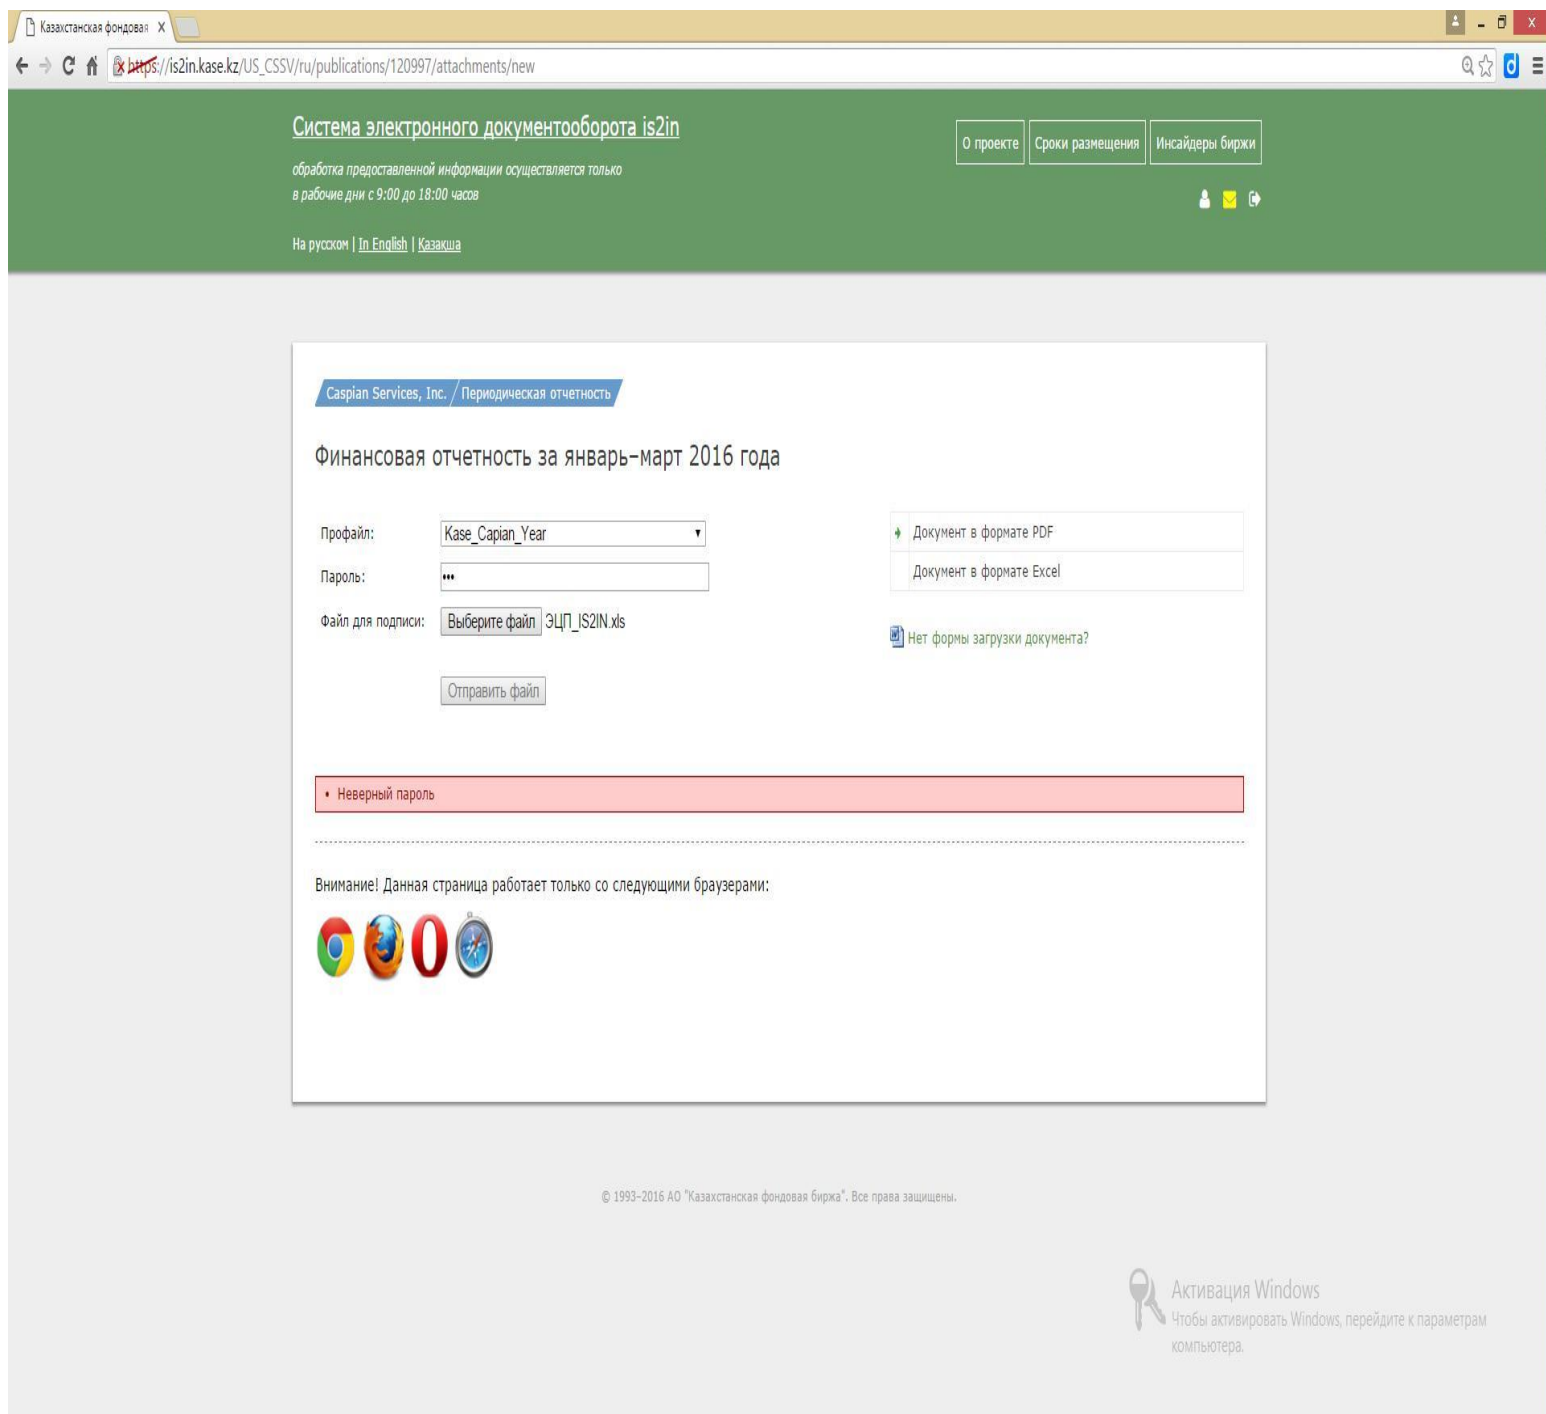 Казахстанская фондовая
https://is2in.kase.kz/US_CSSV/ru/publications/120997/attachments/new
Система электронного документооборота is2in
обработка предоставленной информации осуществляется только
в рабочие дни с 9:00 до 18:00 часов
На русском | In English | Қазақша
О проекте
Сроки размещения
Инсайдеры биржи
Caspian Services, Inc. / Периодическая отчетность
Финансовая отчетность за январь-март 2016 года
Профайл: Kase_Capian_Year
Пароль: •••
Файл для подписи: Выберите файл ЭЦП_IS2IN.xls
Отправить файл
Документ в формате PDF
Документ в формате Excel
Нет формы загрузки документа?
• Неверный пароль
Внимание! Данная страница работает только со следующими браузерами:
© 1993-2016 АО "Казахстанская фондовая биржа". Все права защищены.
Активация Windows
Чтобы активировать Windows, перейдите к параметрам
компьютера.